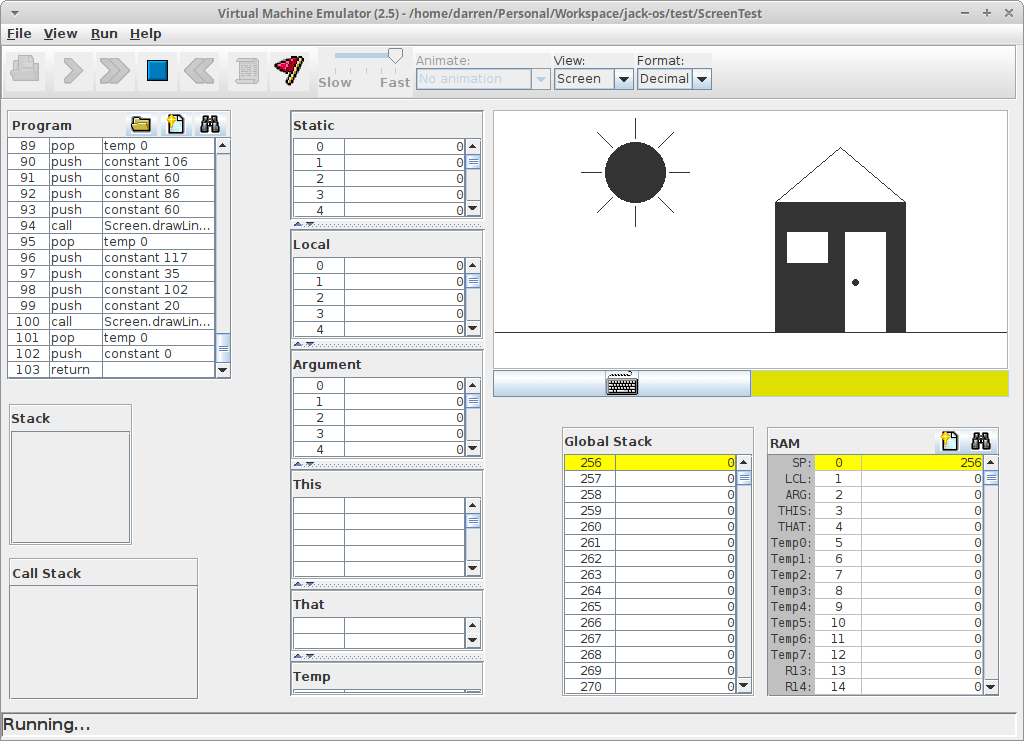 Virtual Machine Emulator (2.5) - /home/darren/Personal/Workspace/jack-os/test/ScreenTest
File View Run Help
Slow Fast
Animate:
No animation
View:
Screen
Format:
Decimal
Program
89 pop temp 0
90 push constant 106
91 push constant 60
92 push constant 86
93 push constant 60
94 call Screen.drawLin...
95 pop temp 0
96 push constant 117
97 push constant 35
98 push constant 102
99 push constant 20
100 call Screen.drawLin...
101 pop temp 0
102 push constant 0
103 return
Stack
Call Stack
Static
0 0
1 0
2 0
3 0
4 0
Local
0 0
1 0
2 0
3 0
4 0
Argument
0 0
1 0
2 0
3 0
4 0
This
That
Temp
Global Stack
256 0
257 0
258 0
259 0
260 0
261 0
262 0
263 0
264 0
265 0
266 0
267 0
268 0
269 0
270 0
RAM
SP: 0 256
LCL: 1 0
ARG: 2 0
THIS: 3 0
THAT: 4 0
Temp0: 5 0
Temp1: 6 0
Temp2: 7 0
Temp3: 8 0
Temp4: 9 0
Temp5: 10 0
Temp6: 11 0
Temp7: 12 0
R13: 13 0
R14: 14 0
Running...